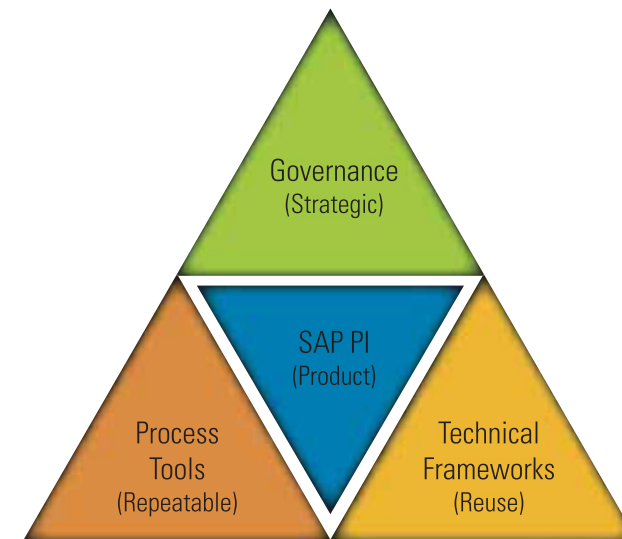 Governance
(Strategic)
SAP PI
(Product)
Process
Tools
(Repeatable)
Technical
Frameworks
(Reuse)